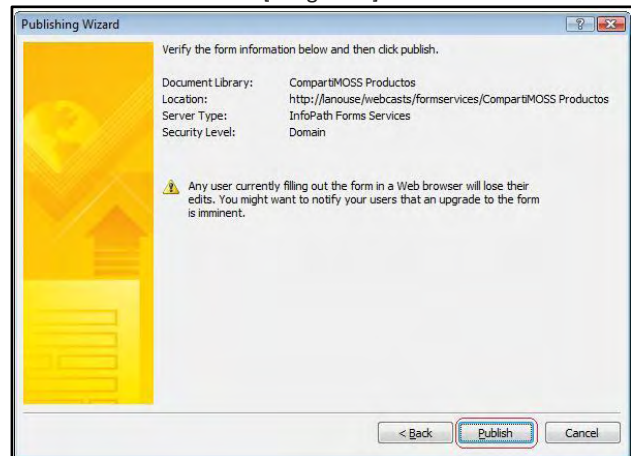 Publishing Wizard
Verify the form information below and then click publish.
Document Library: CompartiMOSS Productos
Location: http://lanouse/webcasts/formservices/CompartiMOSS Productos
Server Type: InfoPath Forms Services
Security Level: Domain
Any user currently filling out the form in a Web browser will lose their
edits. You might want to notify your users that an upgrade to the form
is imminent.
< Back Publish Cancel